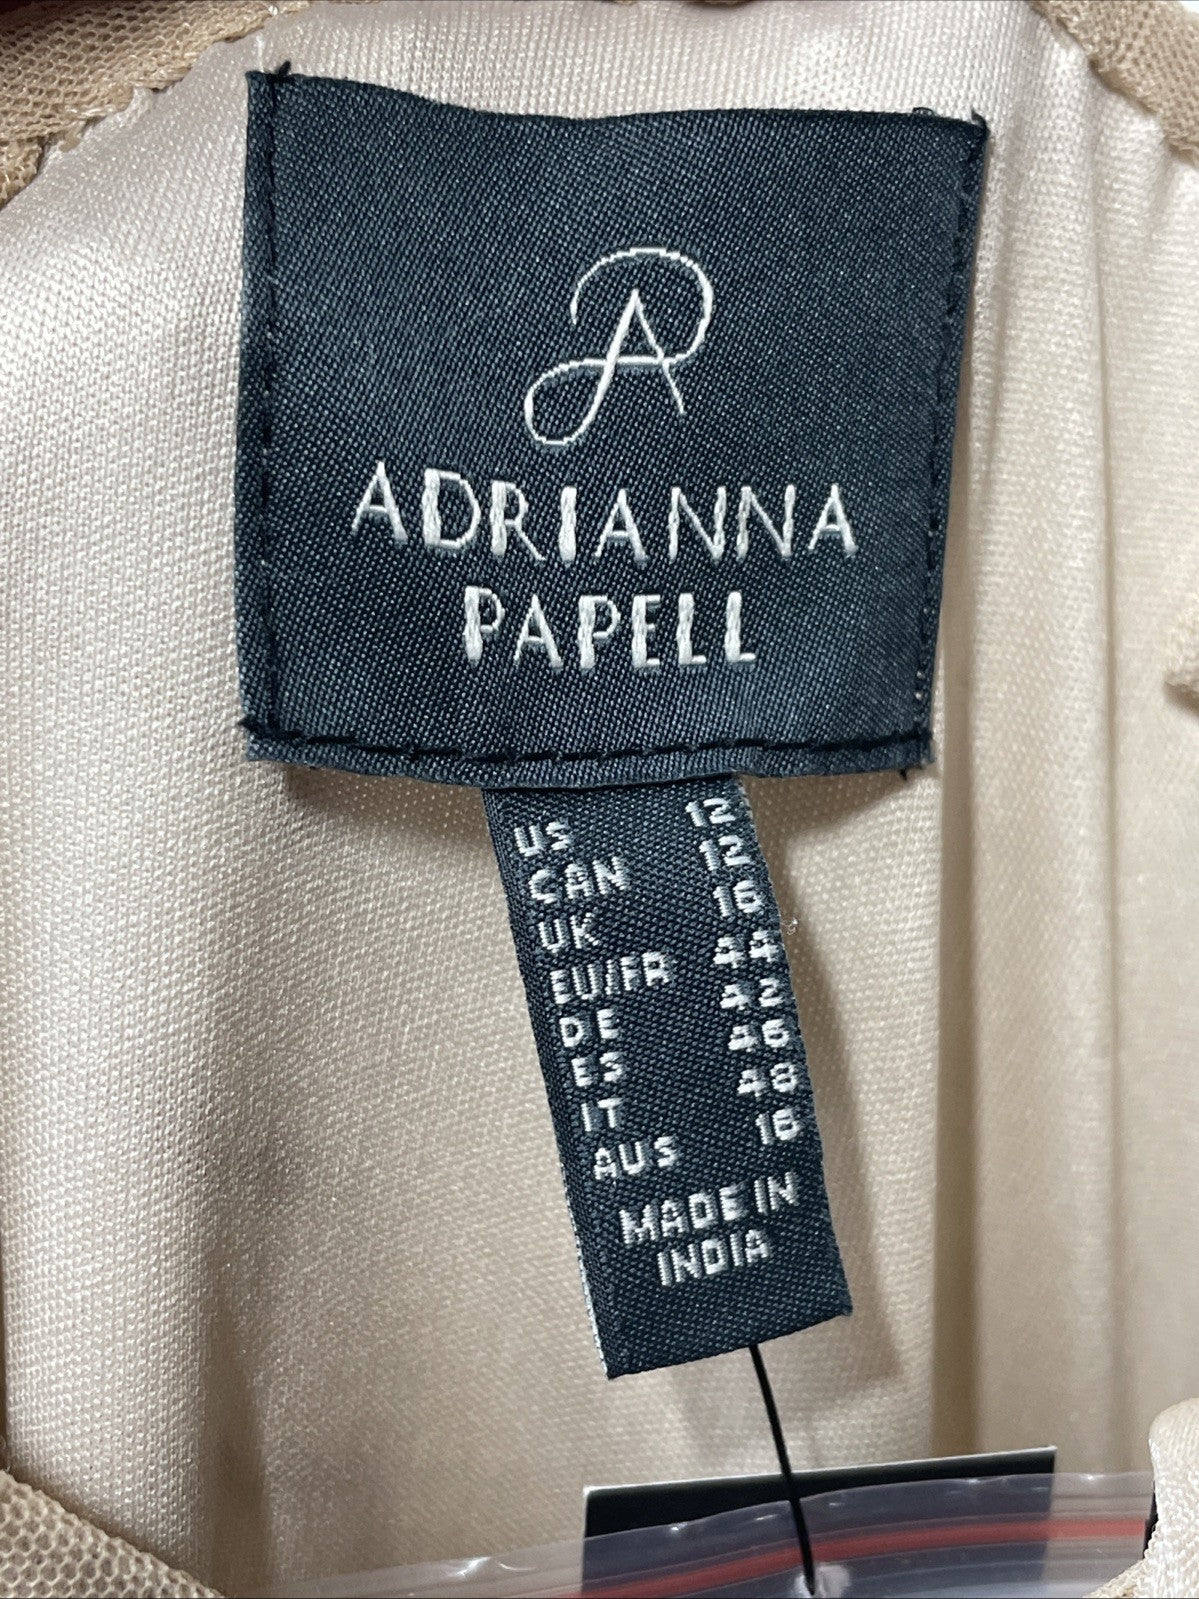 AP
ADRIANNA
PAPELL
US 12
CAN 12
UK 16
EU/FR 44
DE 42
ES 46
IT 48
AUS 16
MADE IN
INDIA